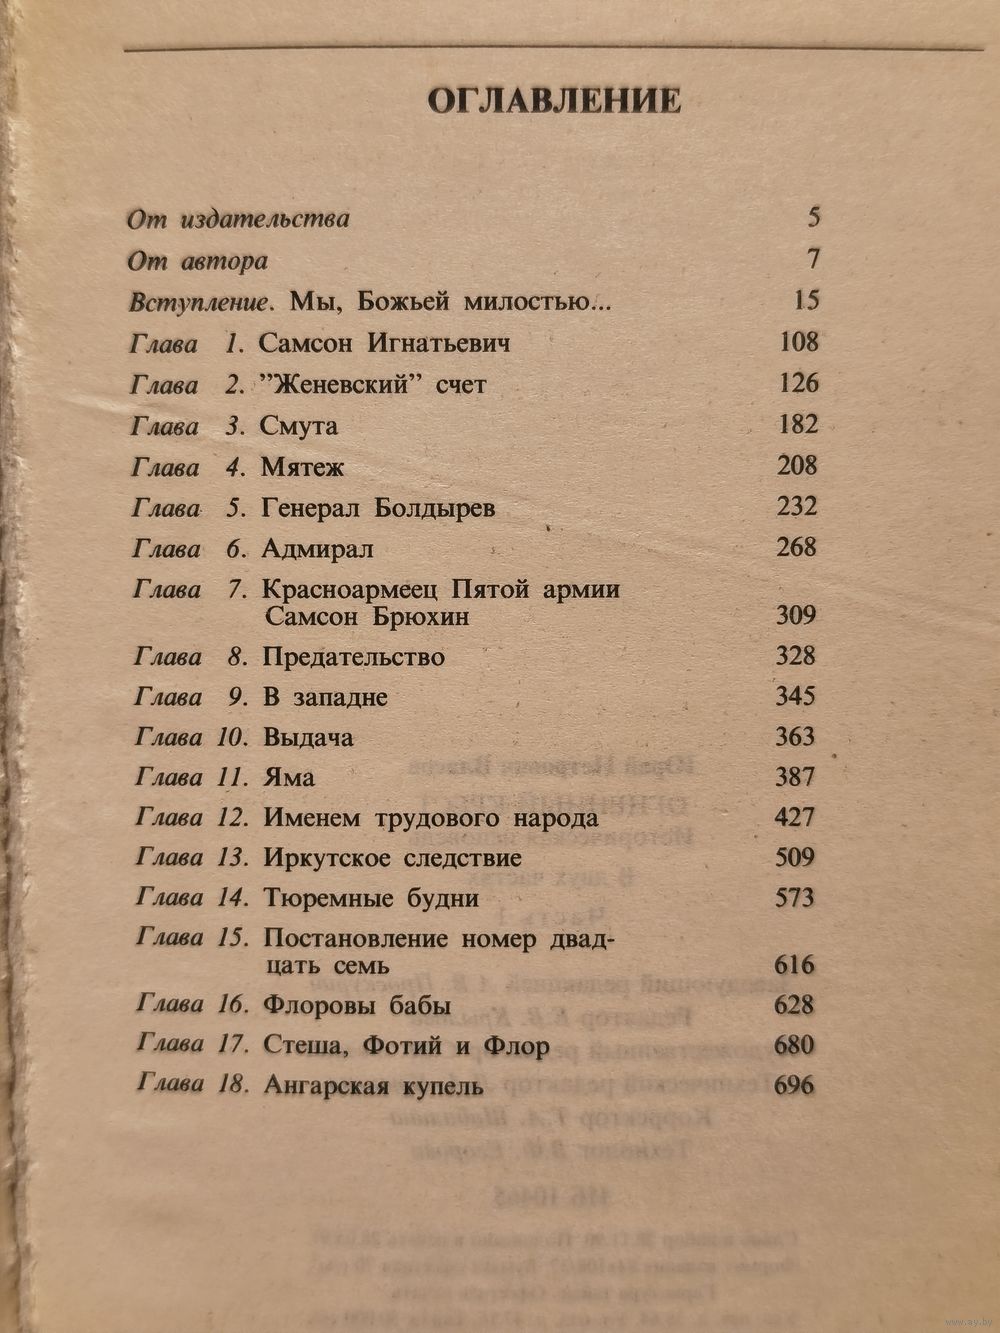 ОГЛАВЛЕНИЕ
От издательства 5
От автора 7
Вступление. Мы, Божьей милостью... 15
Глава 1. Самсон Игнатьевич 108
Глава 2. ”Женевский” счет 126
Глава 3. Смута 182
Глава 4. Мятеж 208
Глава 5. Генерал Болдырев 232
Глава 6. Адмирал 268
Глава 7. Красноармеец Пятой армии
Самсон Брюхин 309
Глава 8. Предательство 328
Глава 9. В западне 345
Глава 10. Выдача 363
Глава 11. Яма 387
Глава 12. Именем трудового народа 427
Глава 13. Иркутское следствие 509
Глава 14. Тюремные будни 573
Глава 15. Постановление номер двад-
цать семь 616
Глава 16. Флоровы бабы 628
Глава 17. Стеша, Фотий и Флор 680
Глава 18. Ангарская купель 696
www.ay.by